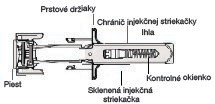 Prstové držiaky
Chránič injekčnej striekačky
Ihla
Kontrolné okienko
Piest
Sklenená injekčná
striekačka